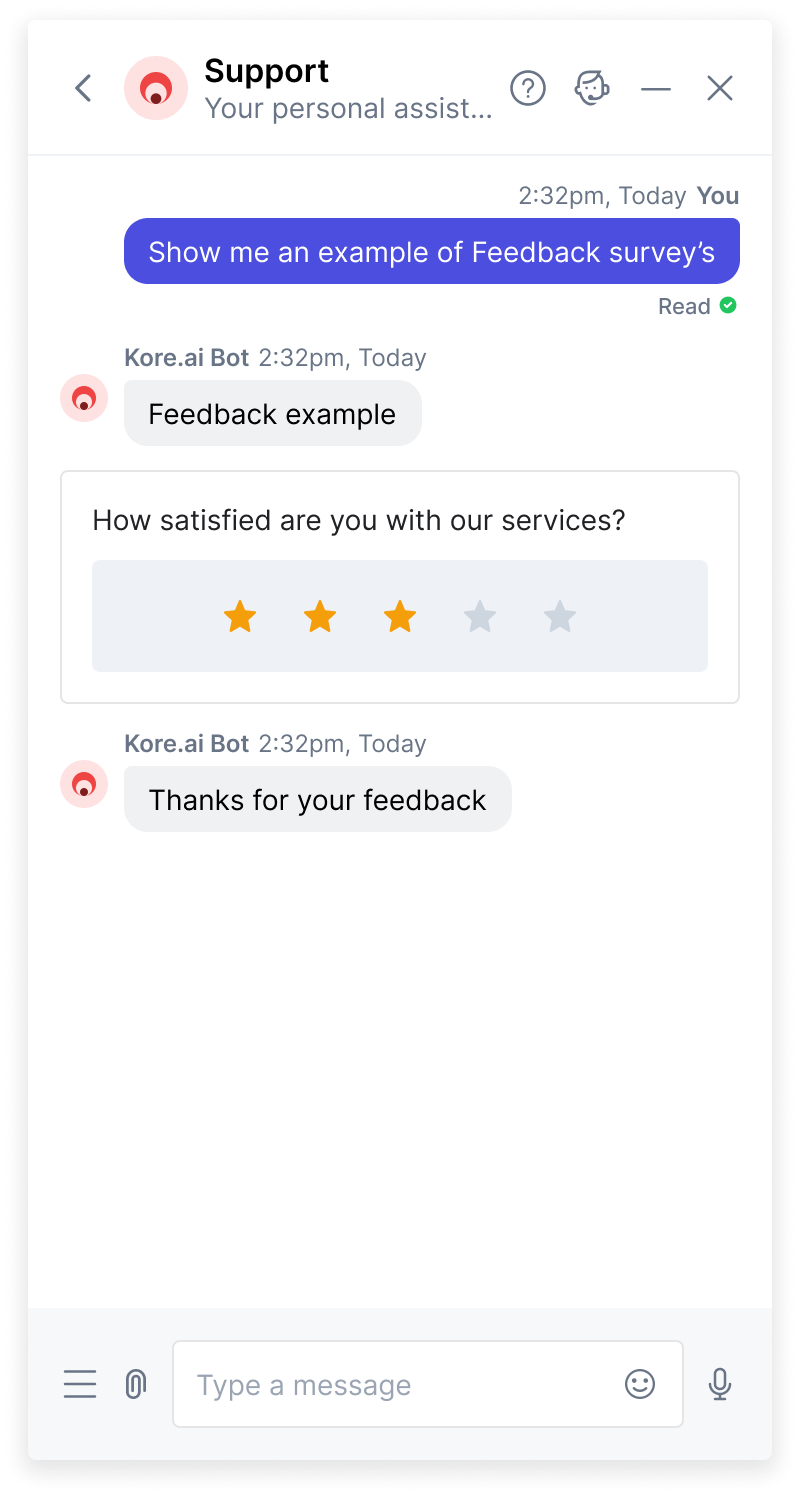 Support
Your personal assist...
2:32pm, Today You
Show me an example of Feedback survey’s
Read
Kore.ai Bot 2:32pm, Today
Feedback example
How satisfied are you with our services?
Kore.ai Bot 2:32pm, Today
Thanks for your feedback
Type a message